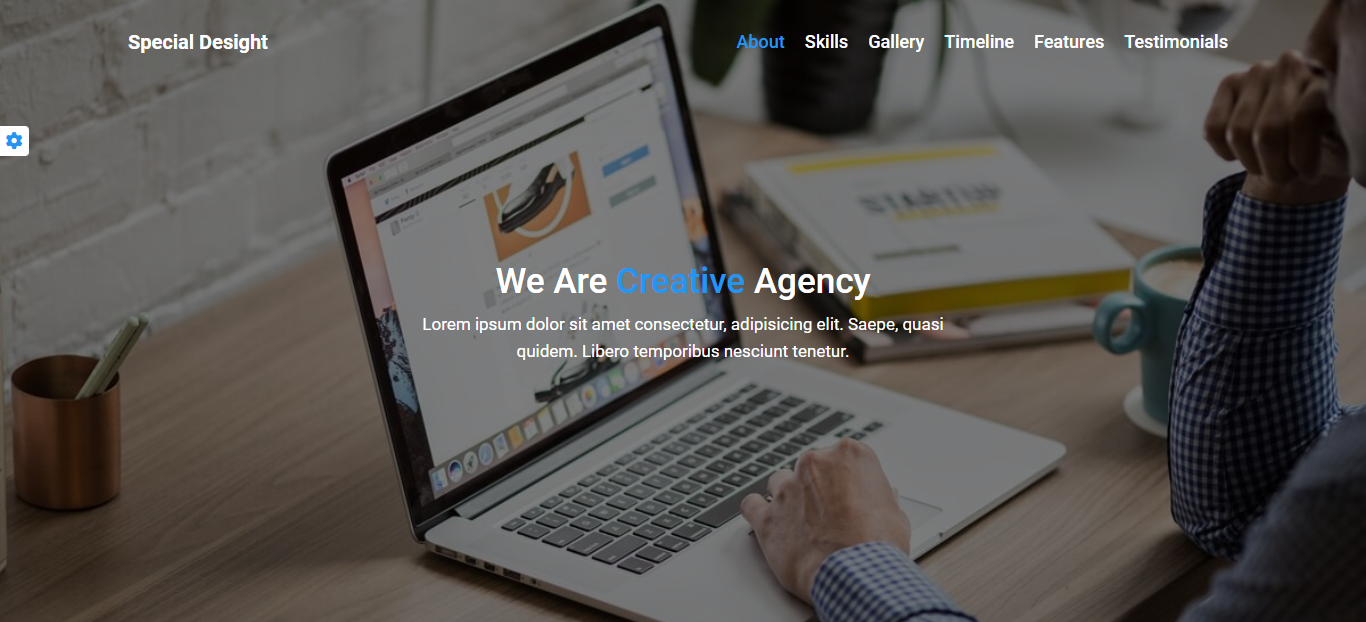 Special Desight
About Skills Gallery Timeline Features Testimonials
STARTUP
We Are Creative Agency
Lorem ipsum dolor sit amet consectetur, adipisicing elit. Saepe, quasi
quidem. Libero temporibus nesciunt tenetur.